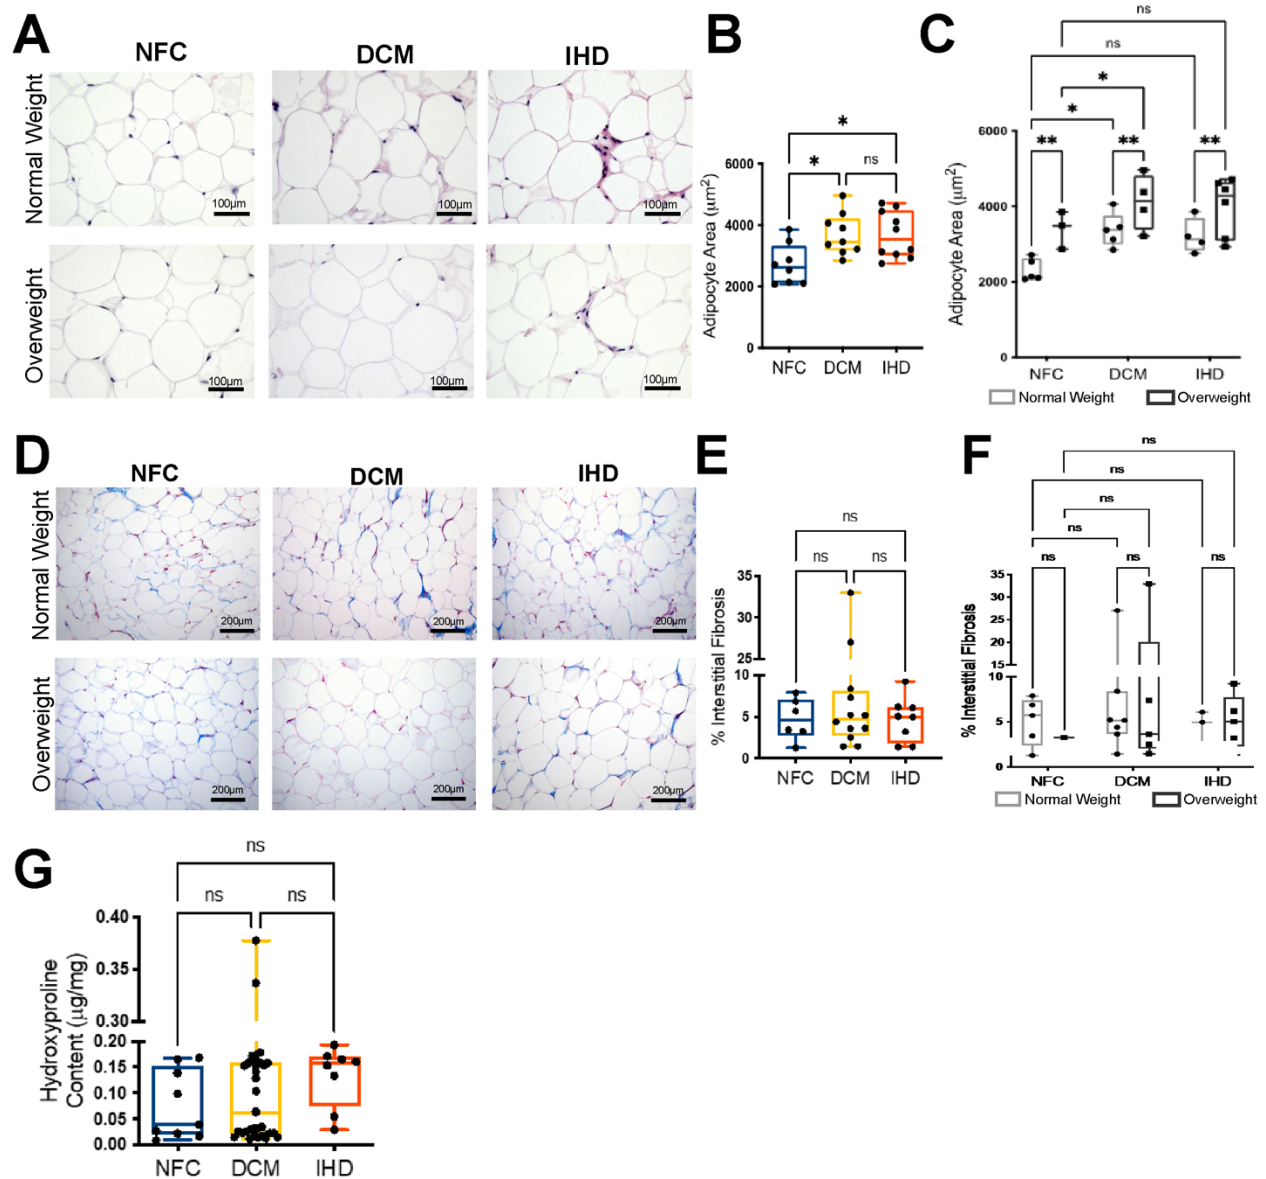 A
NFC
DCM
IHD
Normal Weight
100μm
100μm
100μm
Overweight
100μm
100μm
100μm
B
*
*
ns
Adipocyte Area (μm²)
6000
4000
2000
0
NFC
DCM
IHD
C
ns
ns
*
*
**
**
**
Adipocyte Area (μm²)
6000
4000
2000
0
NFC
DCM
IHD
Normal Weight
Overweight
D
NFC
DCM
IHD
Normal Weight
200μm
200μm
200μm
Overweight
200μm
200μm
200μm
E
ns
ns
ns
% Interstitial Fibrosis
35
30
25
10
5
0
NFC
DCM
IHD
F
ns
ns
ns
ns
ns
ns
ns
% Interstitial Fibrosis
35
30
25
20
15
10
5
0
NFC
DCM
IHD
Normal Weight
Overweight
G
ns
ns
ns
Hydroxyproline
Content (μg/mg)
0.40
0.35
0.30
0.20
0.15
0.10
0.05
0.00
NFC
DCM
IHD